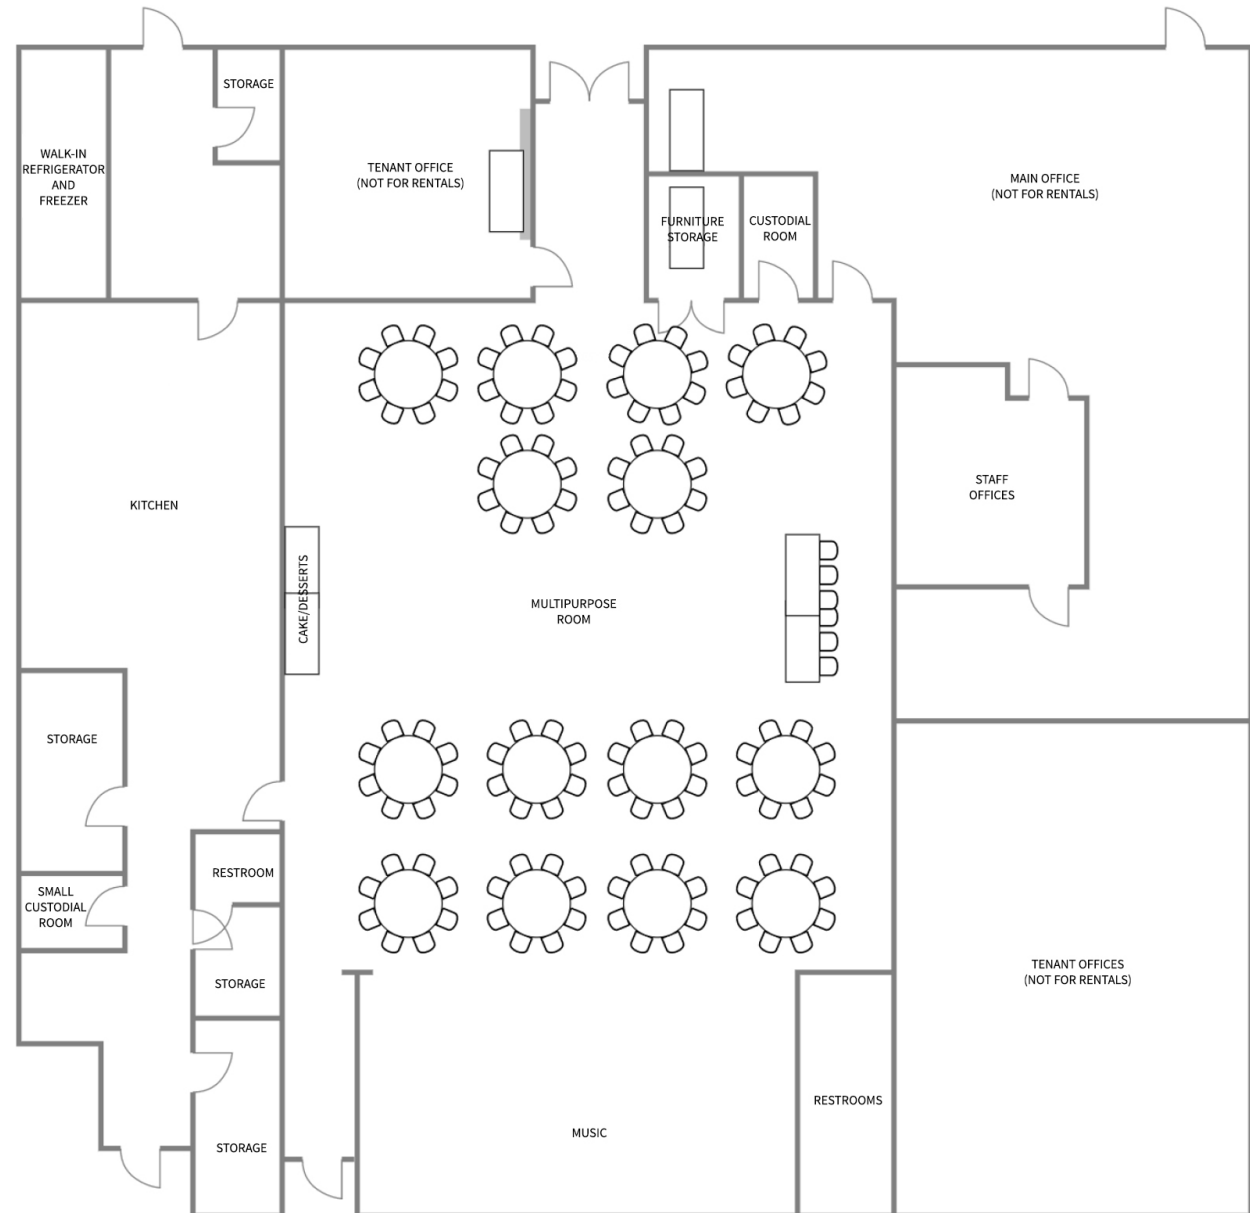 STORAGE
WALK-IN
REFRIGERATOR
AND
FREEZER
TENANT OFFICE
(NOT FOR RENTALS)
MAIN OFFICE
(NOT FOR RENTALS)
FURNITURE
STORAGE
CUSTODIAL
ROOM
KITCHEN
STAFF
OFFICES
CAKE/DESSERTS
MULTIPURPOSE
ROOM
STORAGE
RESTROOM
SMALL
CUSTODIAL
ROOM
STORAGE
TENANT OFFICES
(NOT FOR RENTALS)
RESTROOMS
MUSIC
STORAGE